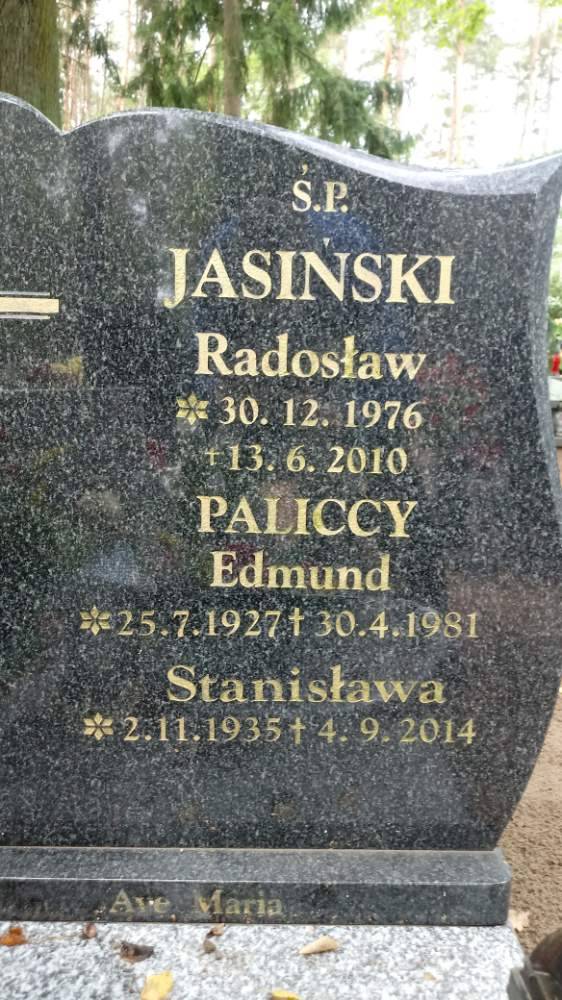 Ś.P.
JASIŃSKI
Radosław
* 30. 12. 1976
+ 13. 6. 2010
PALICCY
Edmund
* 25.7.1927 † 30.4.1981
Stanisława
* 2.11.1935 † 4. 9. 2014
Ave Maria